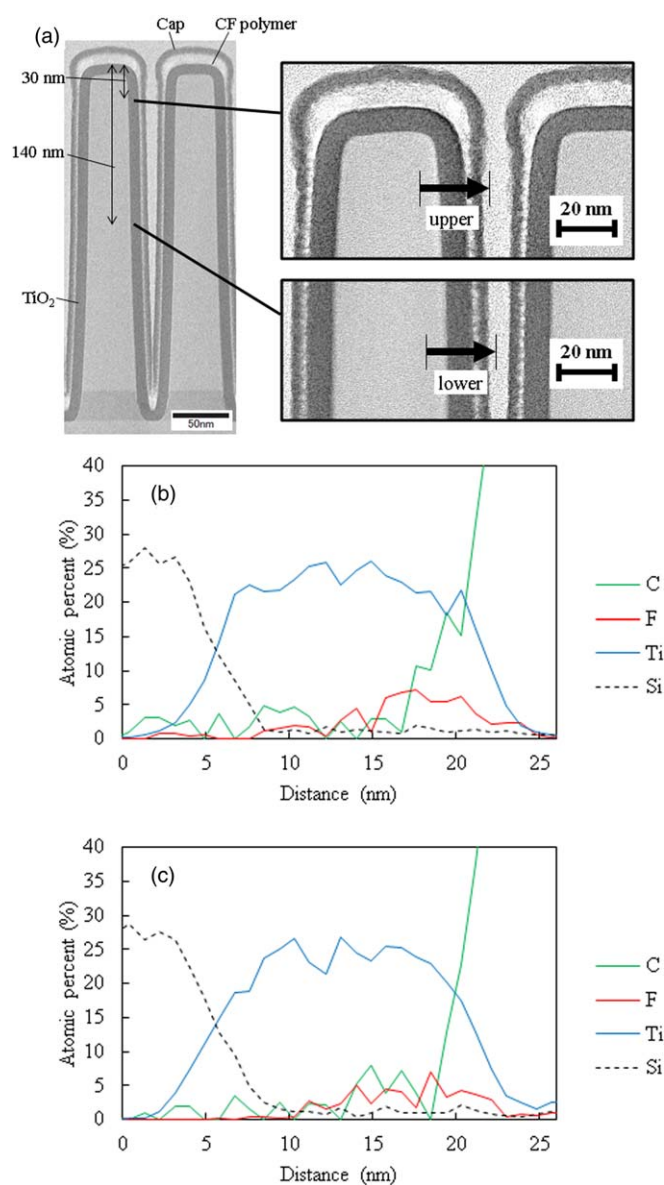 (a)
Cap
CF polymer
30 nm
140 nm
TiO2
50nm
upper
20 nm
lower
20 nm
(b)
40
35
30
25
20
15
10
5
0
Atomic percent (%)
0 5 10 15 20 25
Distance (nm)
C
F
Ti
Si
(c)
40
35
30
25
20
15
10
5
0
Atomic percent (%)
0 5 10 15 20 25
Distance (nm)
C
F
Ti
Si